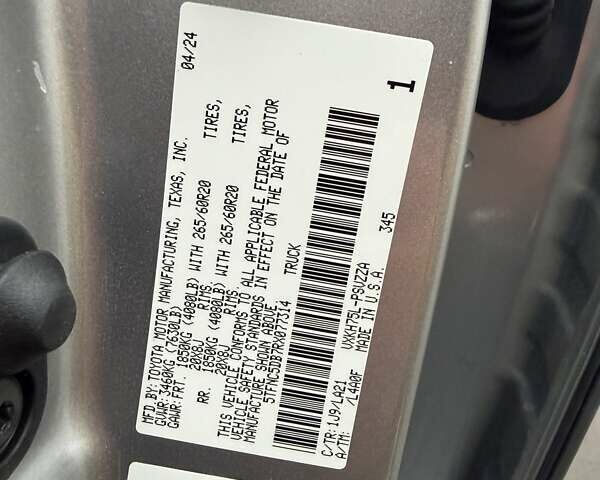 MFD. BY: TOYOTA MOTOR MANUFACTURING, TEXAS, INC. 04/24
GVWR: 3460KG (7630LB)
GAWR: FRT. 1850KG (4080LB) WITH 265/60R20 TIRES,
20X8J RIMS.
RR. 1850KG (4080LB) WITH 265/60R20 TIRES,
20X8J RIMS.
THIS VEHICLE CONFORMS TO ALL APPLICABLE FEDERAL MOTOR
VEHICLE SAFETY STANDARDS IN EFFECT ON THE DATE OF
MANUFACTURE SHOWN ABOVE.
5TFNC5DB7RX077314 TRUCK
C/TR: 1J9/LA21 VXKH75L-PSVZZA 345
A/TM: /L4A0F MADE IN U.S.A.
1